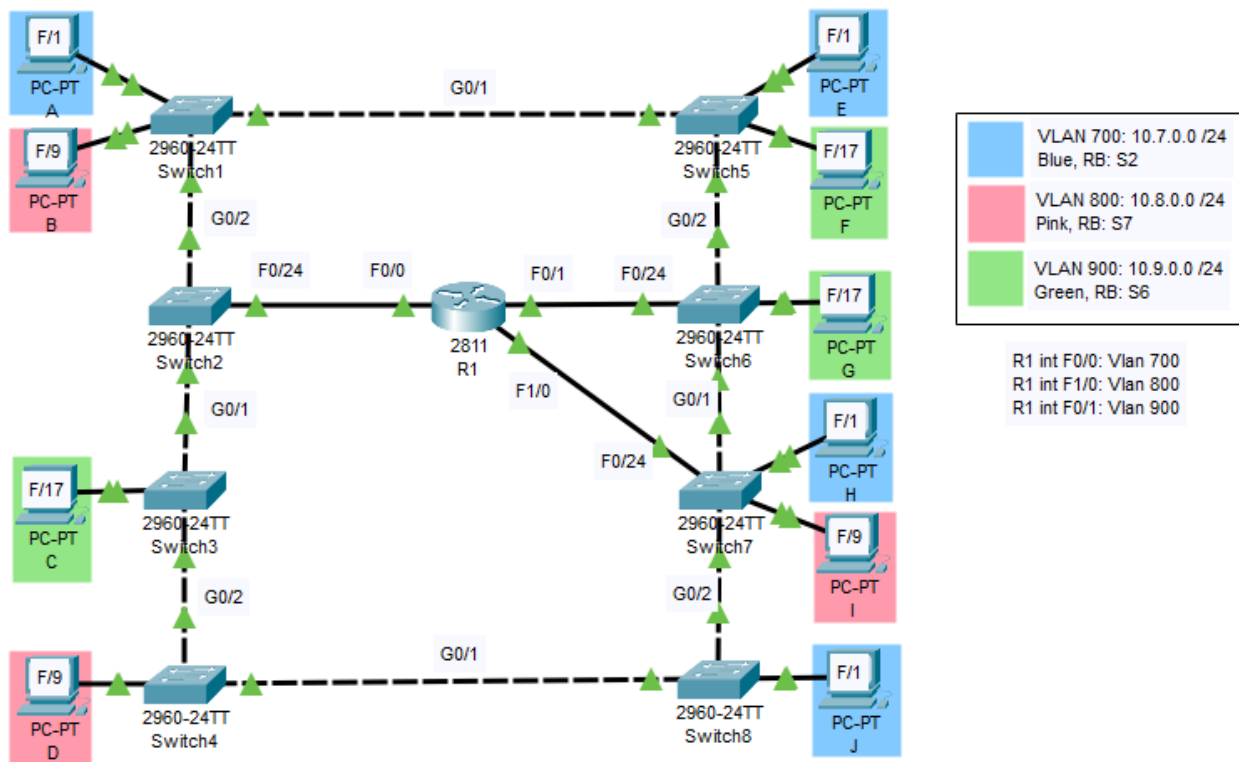 F/1
PC-PT
A
F/9
PC-PT
B
2960-24TT
Switch1
G0/1
2960-24TT
Switch5
F/1
PC-PT
E
F/17
PC-PT
F
G0/2
G0/2
F0/24
F0/0
F0/1
F0/24
2960-24TT
Switch2
2811
R1
2960-24TT
Switch6
F/17
PC-PT
G
F1/0
G0/1
G0/1
F0/24
F/17
PC-PT
C
2960-24TT
Switch3
2960-24TT
Switch7
F/1
PC-PT
H
F/9
PC-PT
I
G0/2
G0/2
F/9
PC-PT
D
2960-24TT
Switch4
G0/1
2960-24TT
Switch8
F/1
PC-PT
J
VLAN 700: 10.7.0.0 /24
Blue, RB: S2
VLAN 800: 10.8.0.0 /24
Pink, RB: S7
VLAN 900: 10.9.0.0 /24
Green, RB: S6
R1 int F0/0: Vlan 700
R1 int F1/0: Vlan 800
R1 int F0/1: Vlan 900